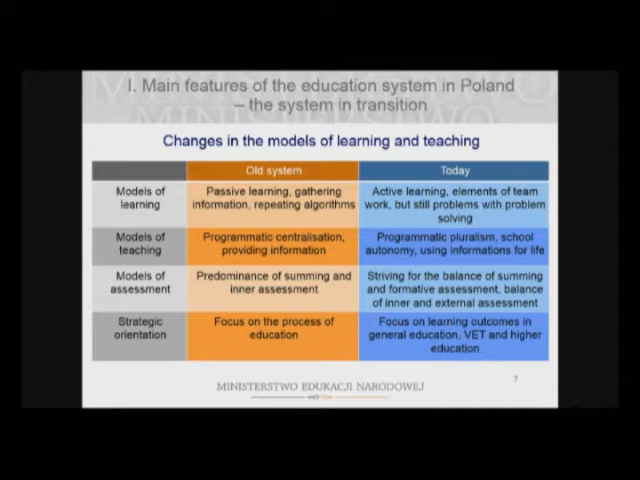 I. Main features of the education system in Poland
– the system in transition
Changes in the models of learning and teaching
Old system
Today
Models of
learning
Passive learning, gathering
information, repeating algorithms
Active learning, elements of team
work, but still problems with problem
solving
Models of
teaching
Programmatic centralisation,
providing information
Programmatic pluralism, school
autonomy, using informations for life
Models of
assessment
Predominance of summing and
inner assessment
Striving for the balance of summing
and formative assessment, balance
of inner and external assessment
Strategic
orientation
Focus on the process of
education
Focus on learning outcomes in
general education, VET and higher
education
MINISTERSTWO EDUKACJI NARODOWEJ
7